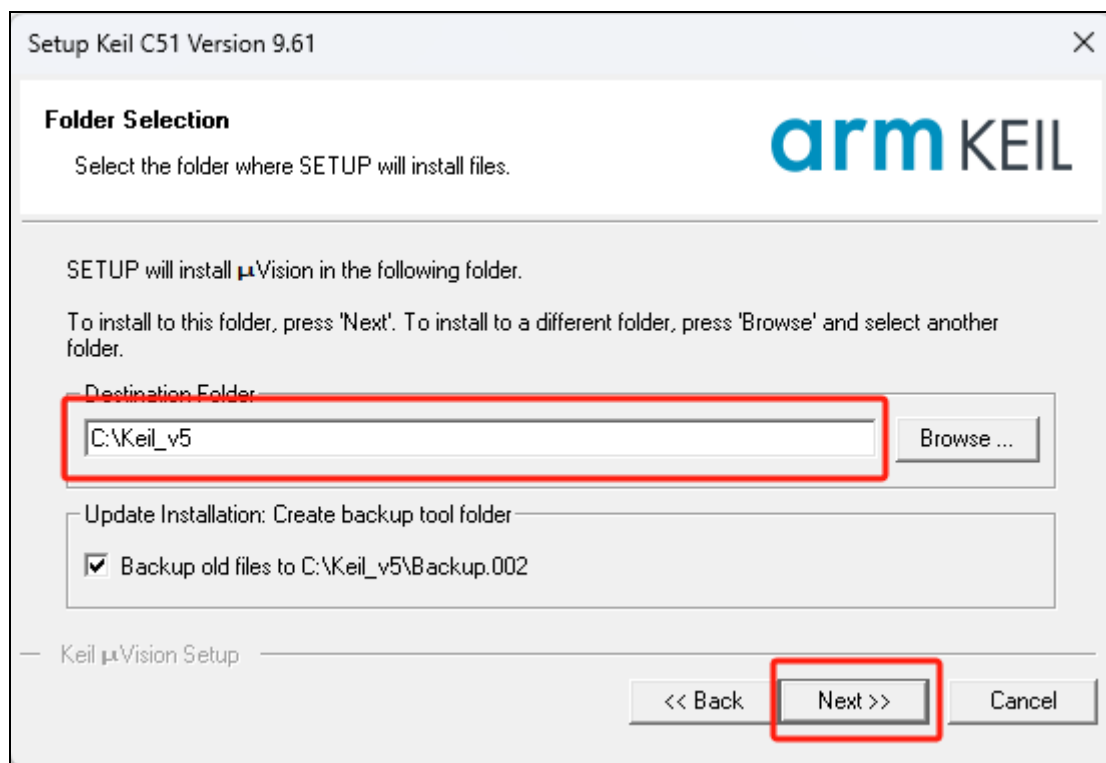 Setup Keil C51 Version 9.61
Folder Selection
Select the folder where SETUP will install files.
arm KEIL
SETUP will install µVision in the following folder.
To install to this folder, press 'Next'. To install to a different folder, press 'Browse' and select another
folder.
Destination Folder
C:\Keil_v5
Browse ...
Update Installation: Create backup tool folder
Backup old files to C:\Keil_v5\Backup.002
Keil µVision Setup
<< Back
Next >>
Cancel